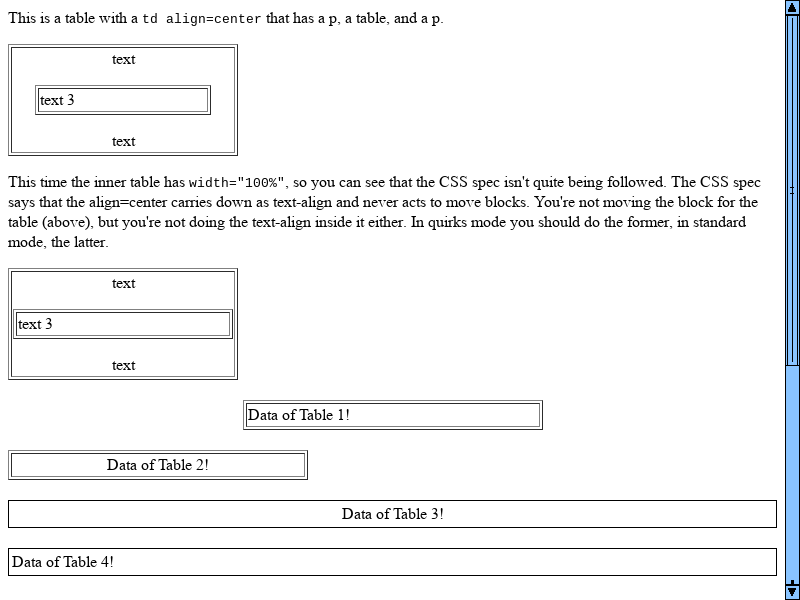 This is a table with a td align=center that has a p, a table, and a p.
text
text 3
text
This time the inner table has width="100%", so you can see that the CSS spec isn't quite being followed. The CSS spec
says that the align=center carries down as text-align and never acts to move blocks. You're not moving the block for the
table (above), but you're not doing the text-align inside it either. In quirks mode you should do the former, in standard
mode, the latter.
text
text 3
text
Data of Table 1!
Data of Table 2!
Data of Table 3!
Data of Table 4!